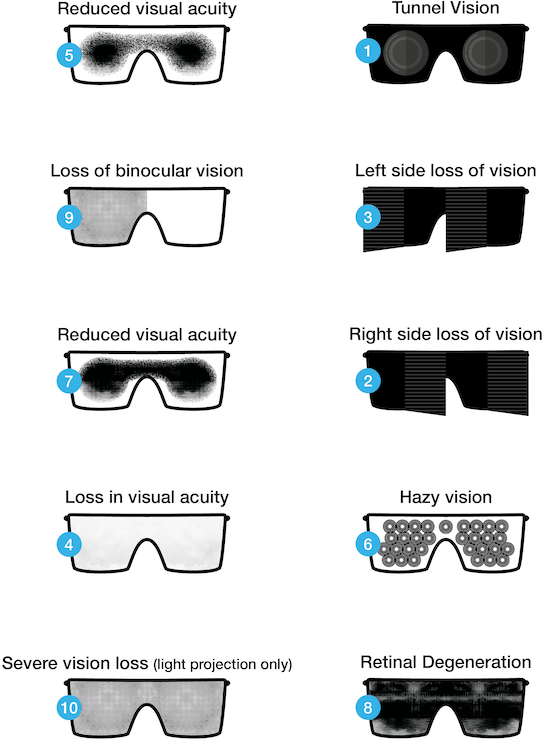 Reduced visual acuity
Tunnel Vision
5
1
Loss of binocular vision
Left side loss of vision
9
3
Reduced visual acuity
Right side loss of vision
7
2
Loss in visual acuity
Hazy vision
4
6
Severe vision loss (light projection only)
Retinal Degeneration
10
8